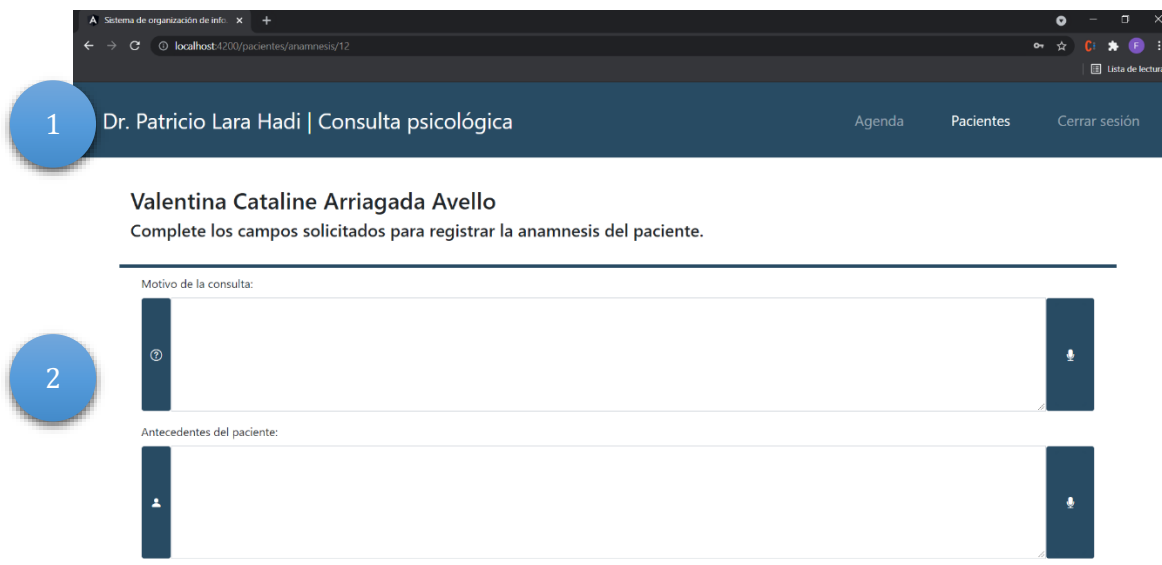 Sistema de organización de info
localhost:4200/pacientes/anamnesis/12
Lista de lectura
1
Dr. Patricio Lara Hadi | Consulta psicológica
Agenda
Pacientes
Cerrar sesión
Valentina Cataline Arriagada Avello
Complete los campos solicitados para registrar la anamnesis del paciente.
Motivo de la consulta:
2
Antecedentes del paciente: